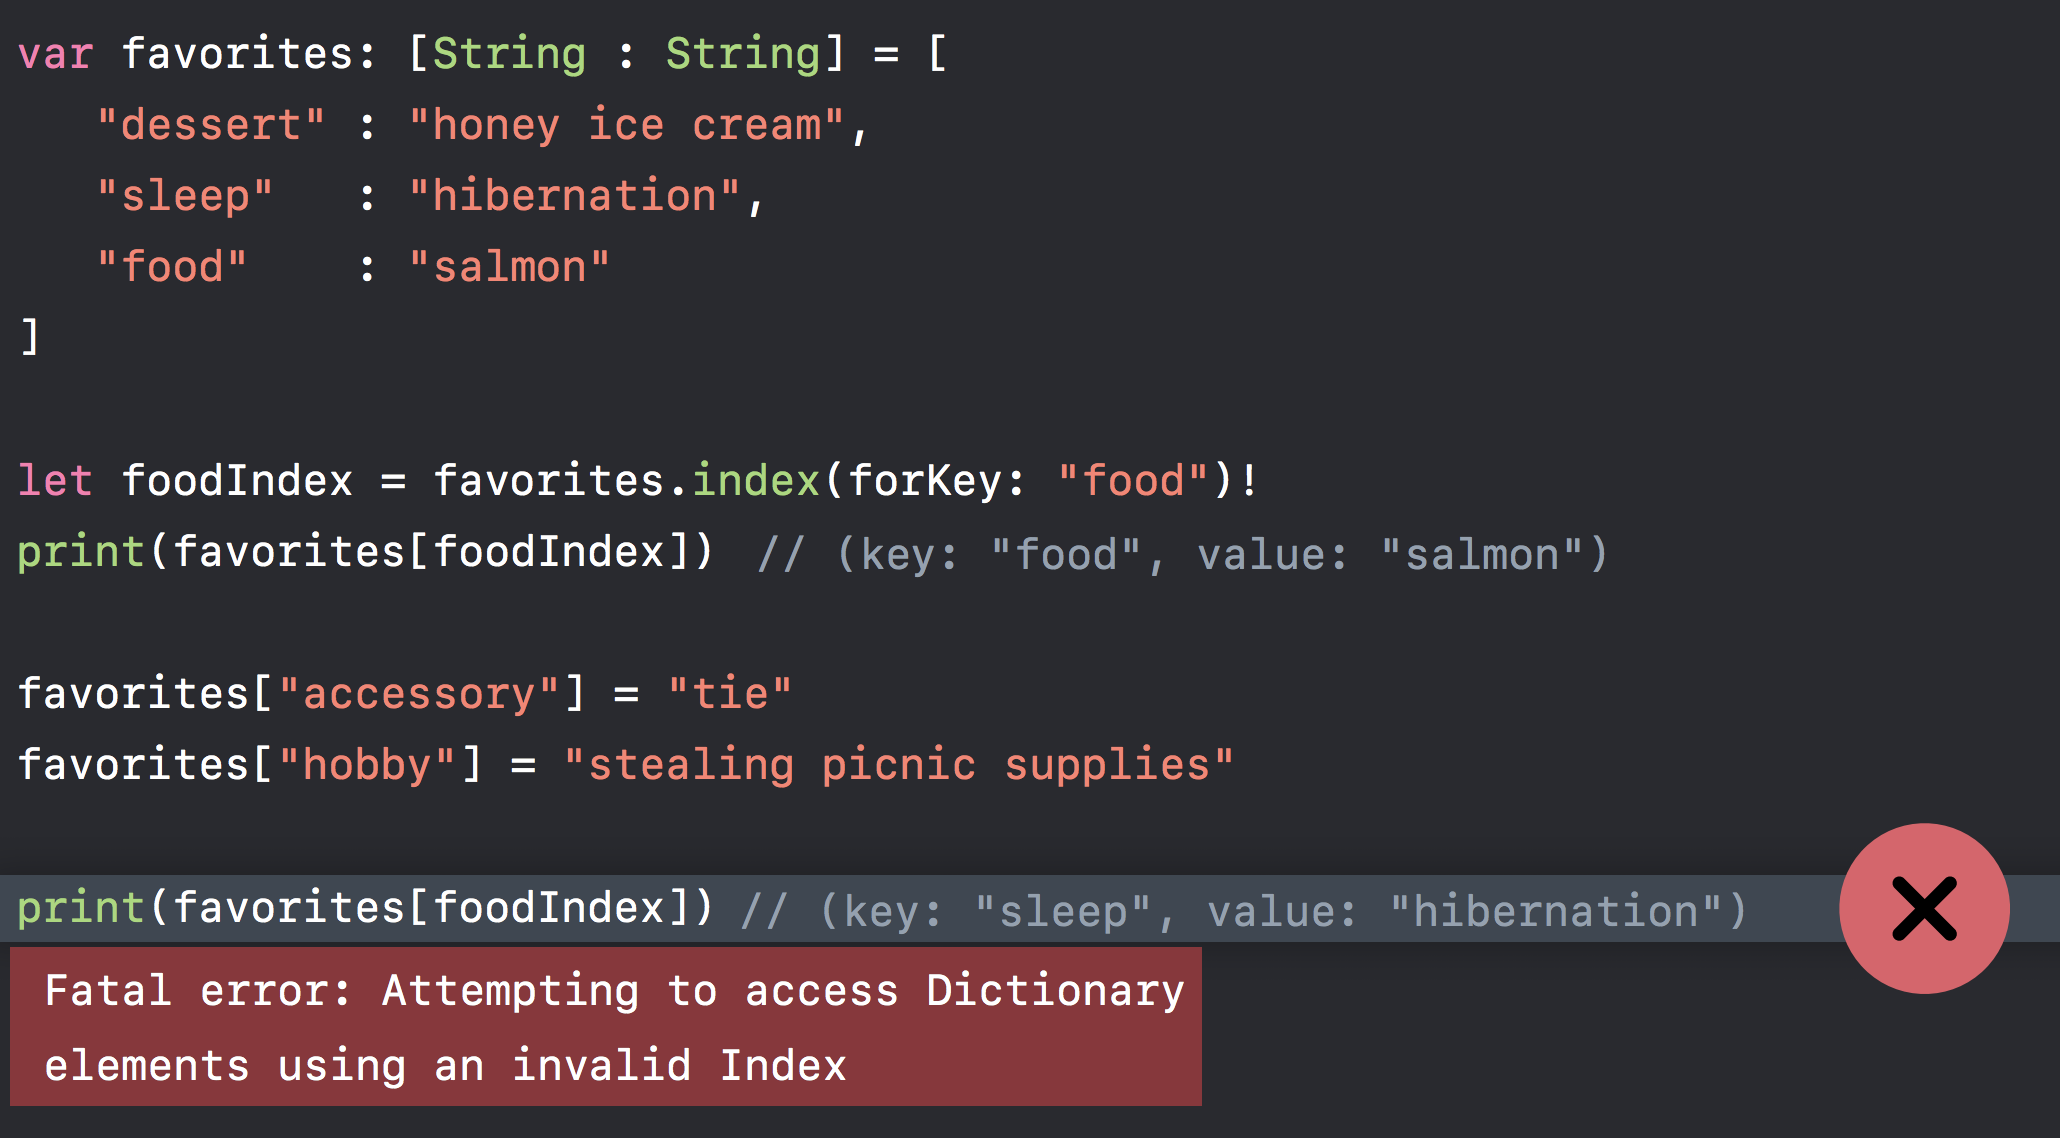 var favorites: [String : String] = [
   "dessert" : "honey ice cream",
   "sleep"   : "hibernation",
   "food"    : "salmon"
]
let foodIndex = favorites.index(forKey: "food")!
print(favorites[foodIndex])  // (key: "food", value: "salmon")
favorites["accessory"] = "tie"
favorites["hobby"] = "stealing picnic supplies"
print(favorites[foodIndex]) // (key: "sleep", value: "hibernation")
Fatal error: Attempting to access Dictionary
elements using an invalid Index